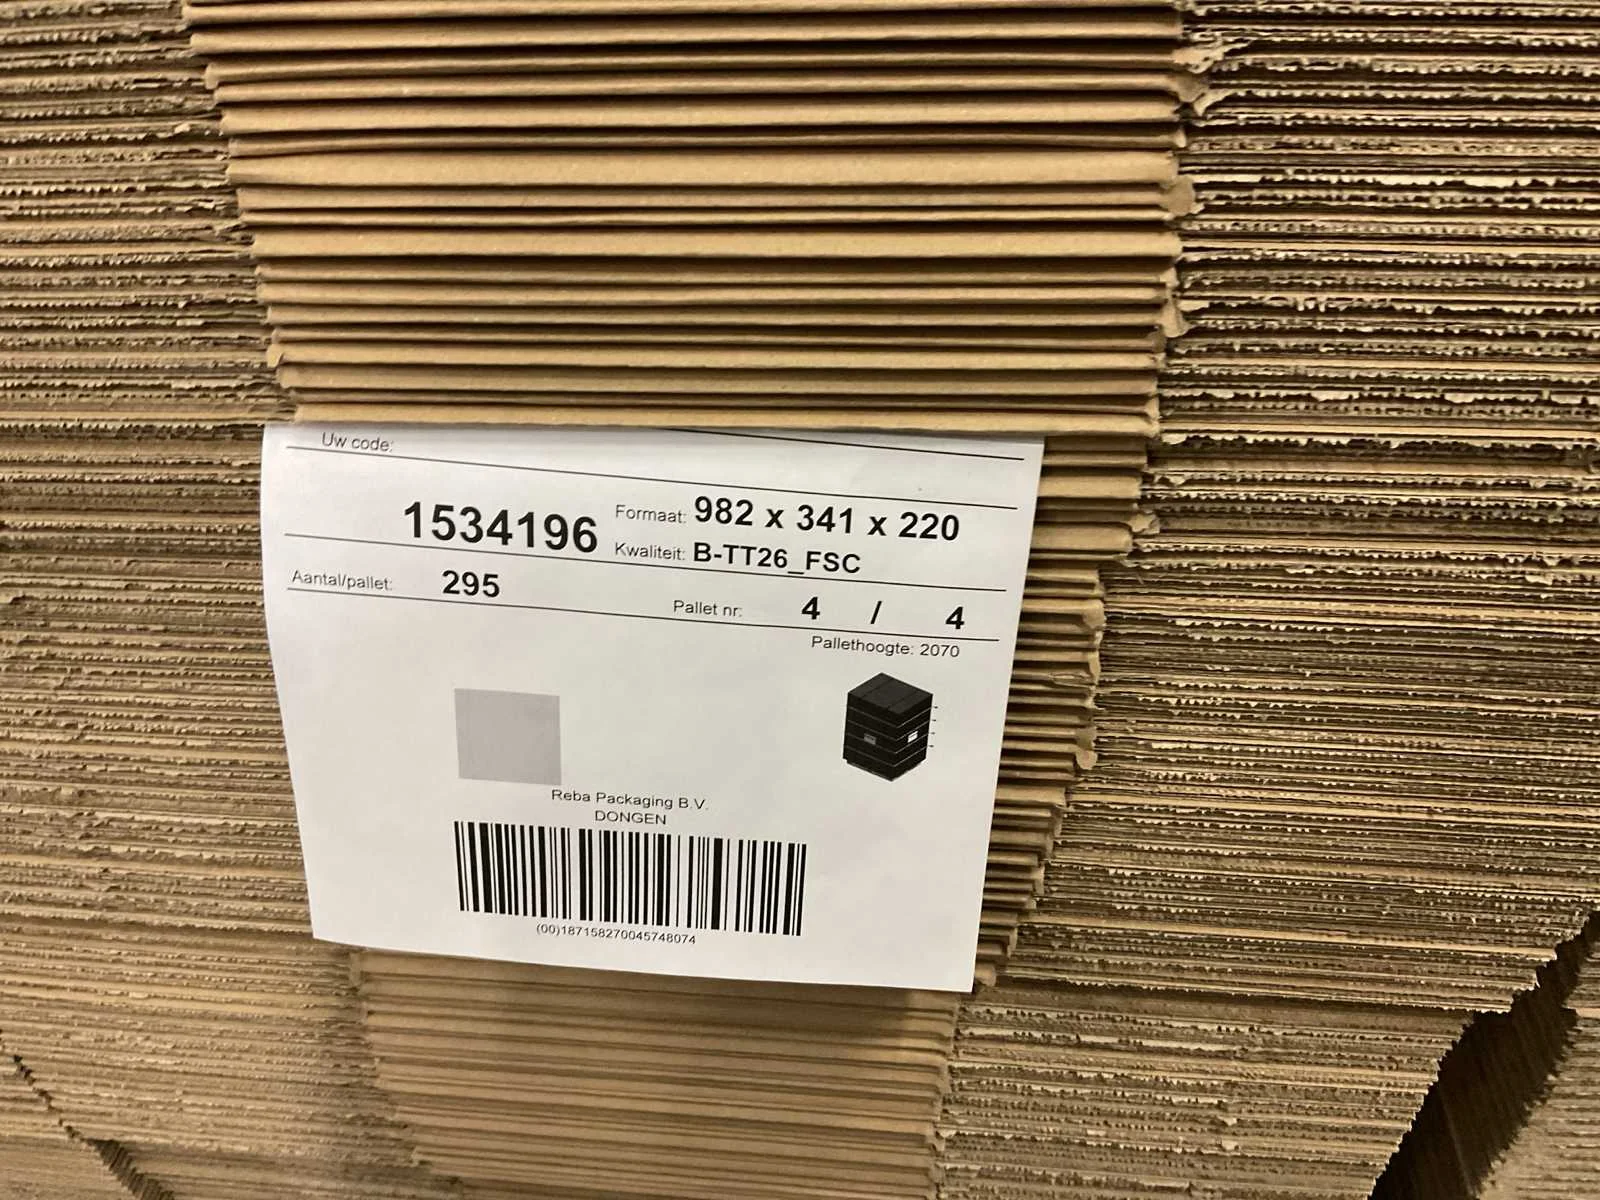 Uw code:
1534196 Formaat: 982 x 341 x 220
Kwaliteit: B-TT26_FSC
Aantal/pallet: 295 Pallet nr: 4 / 4
Pallethoogte: 2070
Reba Packaging B.V.
DONGEN
(00)187158270045748074